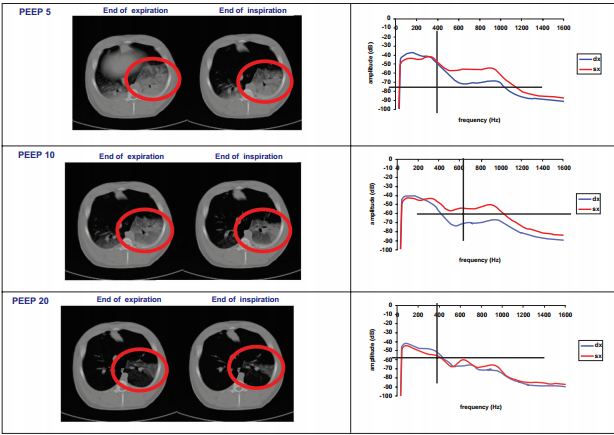 PEEP 5
End of expiration
End of inspiration
0
-10
-20
-30
-40
-50
-60
-70
-80
-90
-100
amplitude (dB)
0 200 400 600 800 1000 1200 1400 1600
frequency (Hz)
dx
sx
PEEP 10
End of expiration
End of inspiration
0
-10
-20
-30
-40
-50
-60
-70
-80
-90
-100
amplitude (dB)
0 200 400 600 800 1000 1200 1400 1600
frequency (Hz)
dx
sx
PEEP 20
End of expiration
End of inspiration
0
-10
-20
-30
-40
-50
-60
-70
-80
-90
-100
amplitude (dB)
0 200 400 600 800 1000 1200 1400 1600
frequency (Hz)
dx
sx